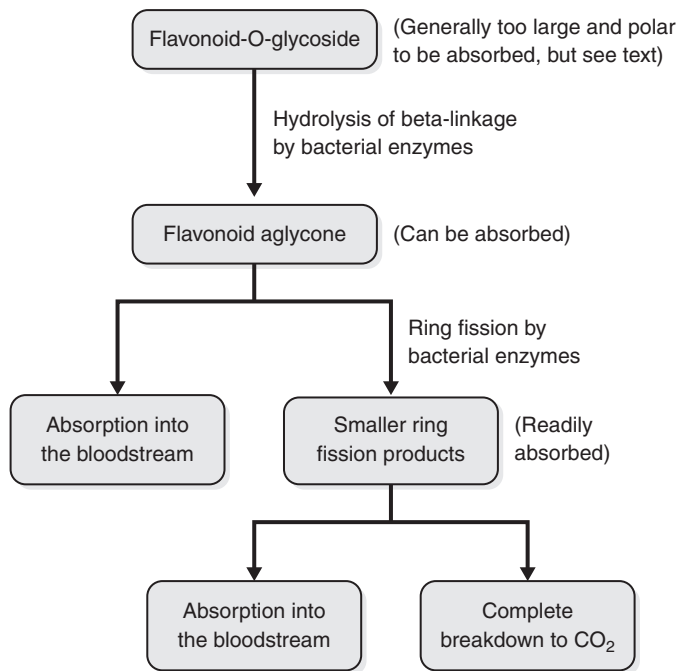 Flavonoid-O-glycoside
(Generally too large and polar
to be absorbed, but see text)
Hydrolysis of beta-linkage
by bacterial enzymes
Flavonoid aglycone
(Can be absorbed)
Ring fission by
bacterial enzymes
Absorption into
the bloodstream
Smaller ring
fission products
(Readily
absorbed)
Absorption into
the bloodstream
Complete
breakdown to CO₂